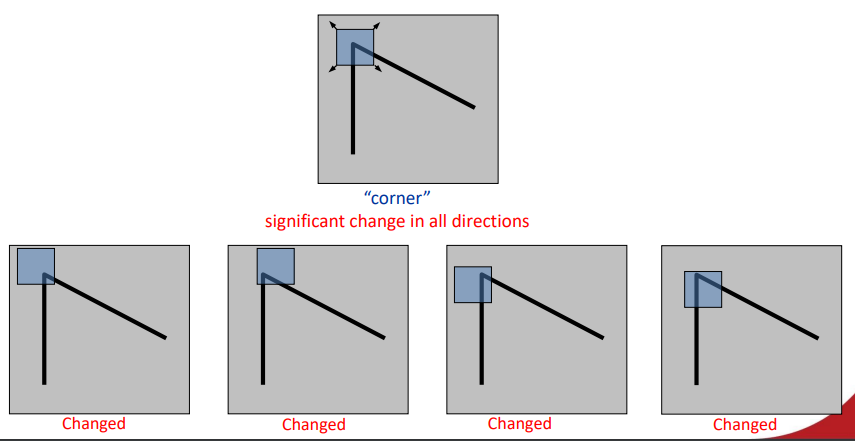 “corner”
significant change in all directions
Changed
Changed
Changed
Changed